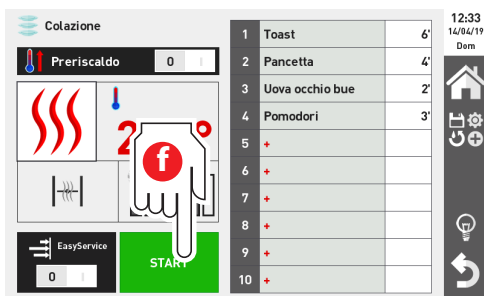 Colazione
Preriscaldo 0 I
2 °
f
EasyService
0 I
START
1 Toast 6'
2 Pancetta 4'
3 Uova occhio bue 2'
4 Pomodori 3'
5 +
6 +
7 +
8 +
9 +
10 +
12:33
14/04/19
Dom